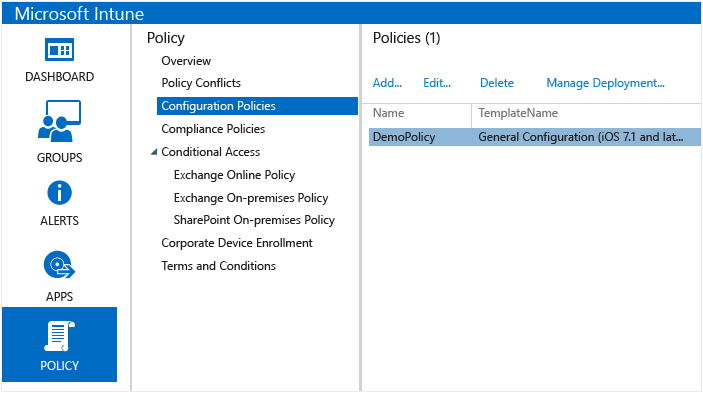 Microsoft Intune
DASHBOARD
GROUPS
ALERTS
APPS
POLICY
Policy
Overview
Policy Conflicts
Configuration Policies
Compliance Policies
Conditional Access
Exchange Online Policy
Exchange On-premises Policy
SharePoint On-premises Policy
Corporate Device Enrollment
Terms and Conditions
Policies (1)
Add... Edit... Delete Manage Deployment...
Name TemplateName
DemoPolicy General Configuration (iOS 7.1 and lat...